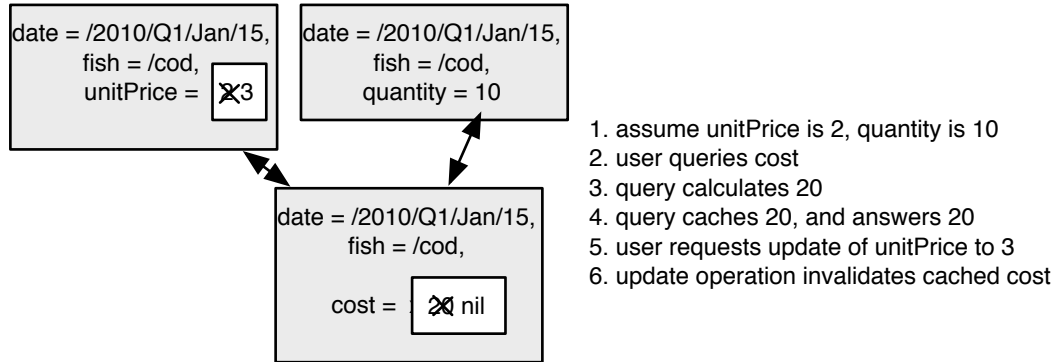 date = /2010/Q1/Jan/15,
fish = /cod,
unitPrice = 2 3
date = /2010/Q1/Jan/15,
fish = /cod,
quantity = 10
date = /2010/Q1/Jan/15,
fish = /cod,
cost = 20 nil
1. assume unitPrice is 2, quantity is 10
2. user queries cost
3. query calculates 20
4. query caches 20, and answers 20
5. user requests update of unitPrice to 3
6. update operation invalidates cached cost